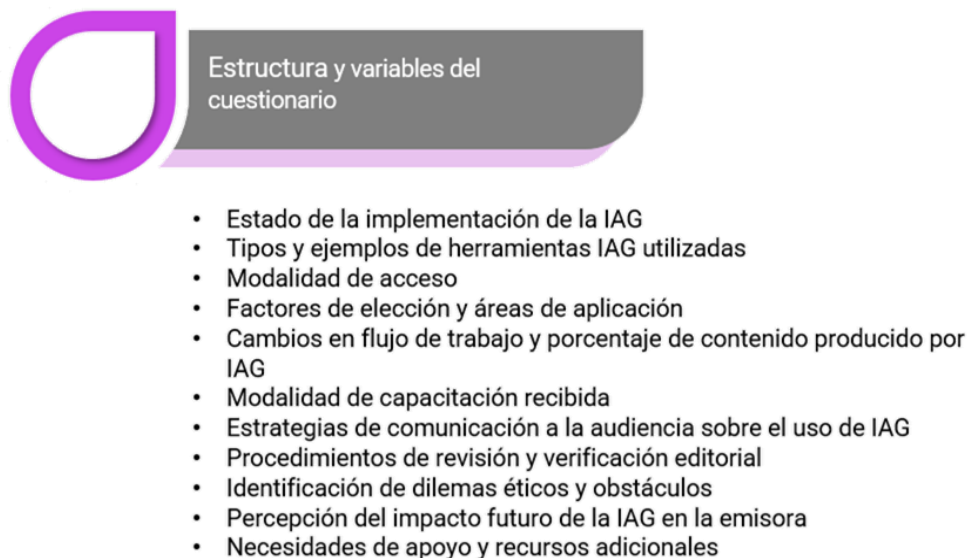 Estructura y variables del
cuestionario
• Estado de la implementación de la IAG
• Tipos y ejemplos de herramientas IAG utilizadas
• Modalidad de acceso
• Factores de elección y áreas de aplicación
• Cambios en flujo de trabajo y porcentaje de contenido producido por
IAG
• Modalidad de capacitación recibida
• Estrategias de comunicación a la audiencia sobre el uso de IAG
• Procedimientos de revisión y verificación editorial
• Identificación de dilemas éticos y obstáculos
• Percepción del impacto futuro de la IAG en la emisora
• Necesidades de apoyo y recursos adicionales